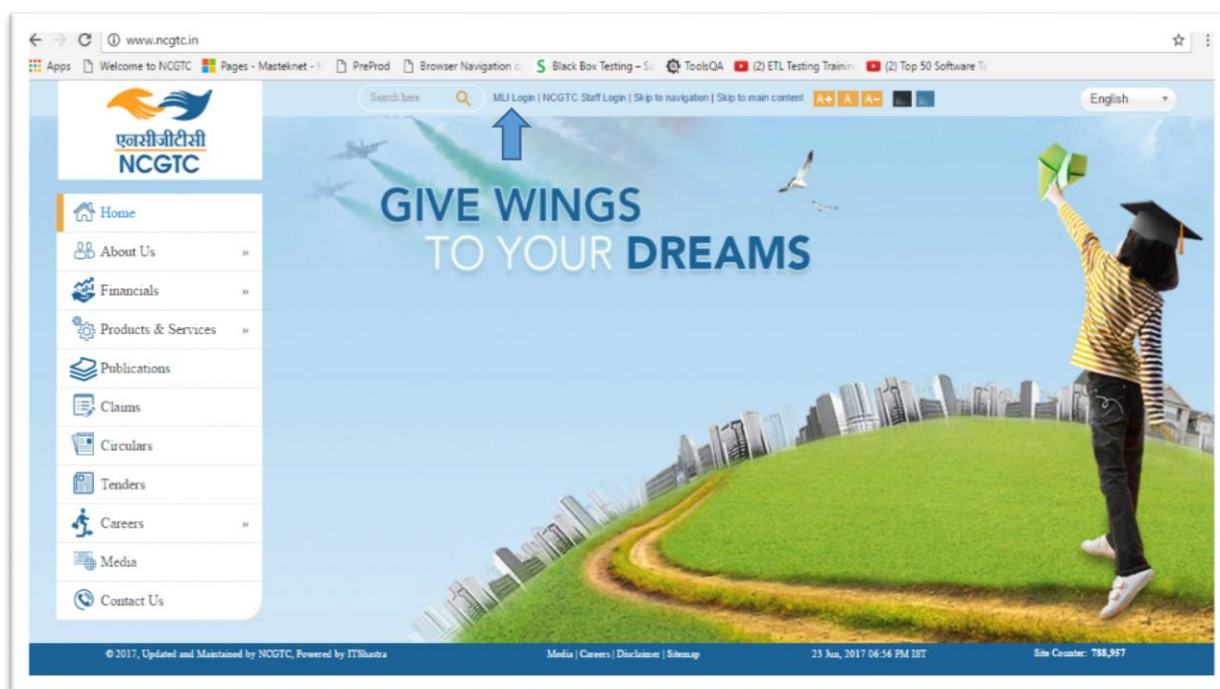 www.ncgtc.in
Apps Welcome to NCGTC Pages - Masteknet - H PreProd Browser Navigation c Black Box Testing – So ToolsQA (2) ETL Testing Trainin (2) Top 50 Software Te
एनसीजीटीसी
NCGTC
Search here MLI Login | NCGTC Staff Login | Skip to navigation | Skip to main content A+ A A- English
GIVE WINGS
TO YOUR DREAMS
Home
About Us »
Financials »
Products & Services »
Publications
Claims
Circulars
Tenders
Careers »
Media
Contact Us
© 2017, Updated and Maintained by NCGTC, Powered by ITShastra Media | Careers | Disclaimer | Sitemap 23 Jun, 2017 06:56 PM IST Site Counter: 788,957